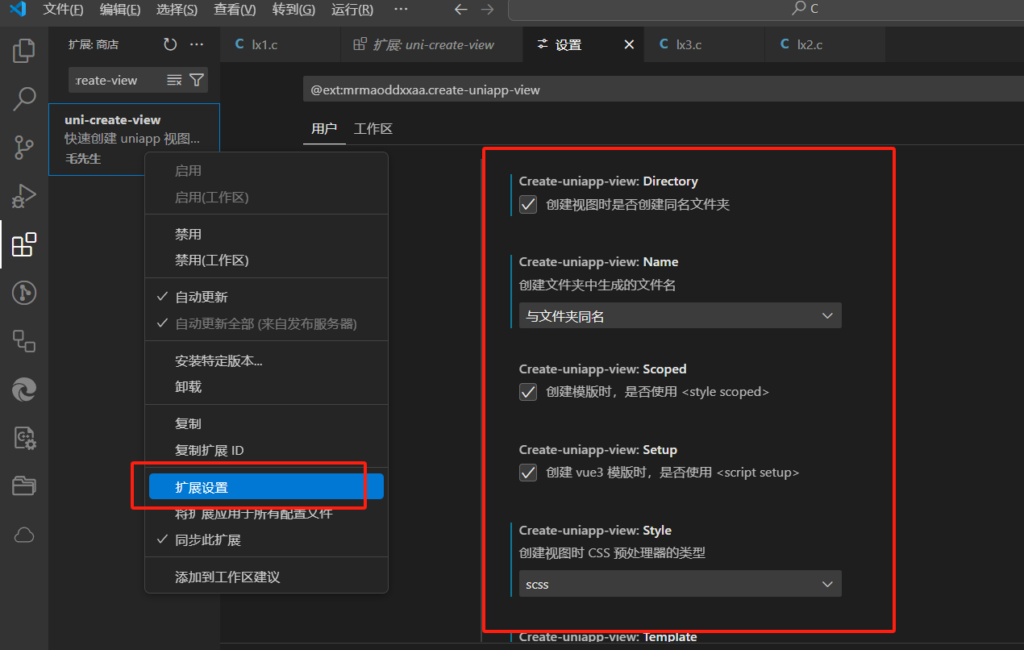 文件(F) 编辑(E) 选择(S) 查看(V) 转到(G) 运行(R) ··· C
扩展: 商店
C lx1.c 扩展: uni-create-view 设置 C lx3.c C lx2.c
reate-view
@ext:mrmaoddxxaa.create-uniapp-view
uni-create-view
快速创建 uniapp 视图...
毛先生
用户 工作区
启用
启用(工作区)
禁用
禁用(工作区)
自动更新
自动更新全部 (来自发布服务器)
安装特定版本...
卸载
复制
复制扩展 ID
扩展设置
将扩展应用于所有配置文件
同步此扩展
添加到工作区建议
Create-uniapp-view: Directory
创建视图时是否创建同名文件夹
Create-uniapp-view: Name
创建文件夹中生成的文件名
与文件夹同名
Create-uniapp-view: Scoped
创建模版时，是否使用 <style scoped>
Create-uniapp-view: Setup
创建 vue3 模版时，是否使用 <script setup>
Create-uniapp-view: Style
创建视图时 CSS 预处理器的类型
scss
Create-uniapp-view: Template